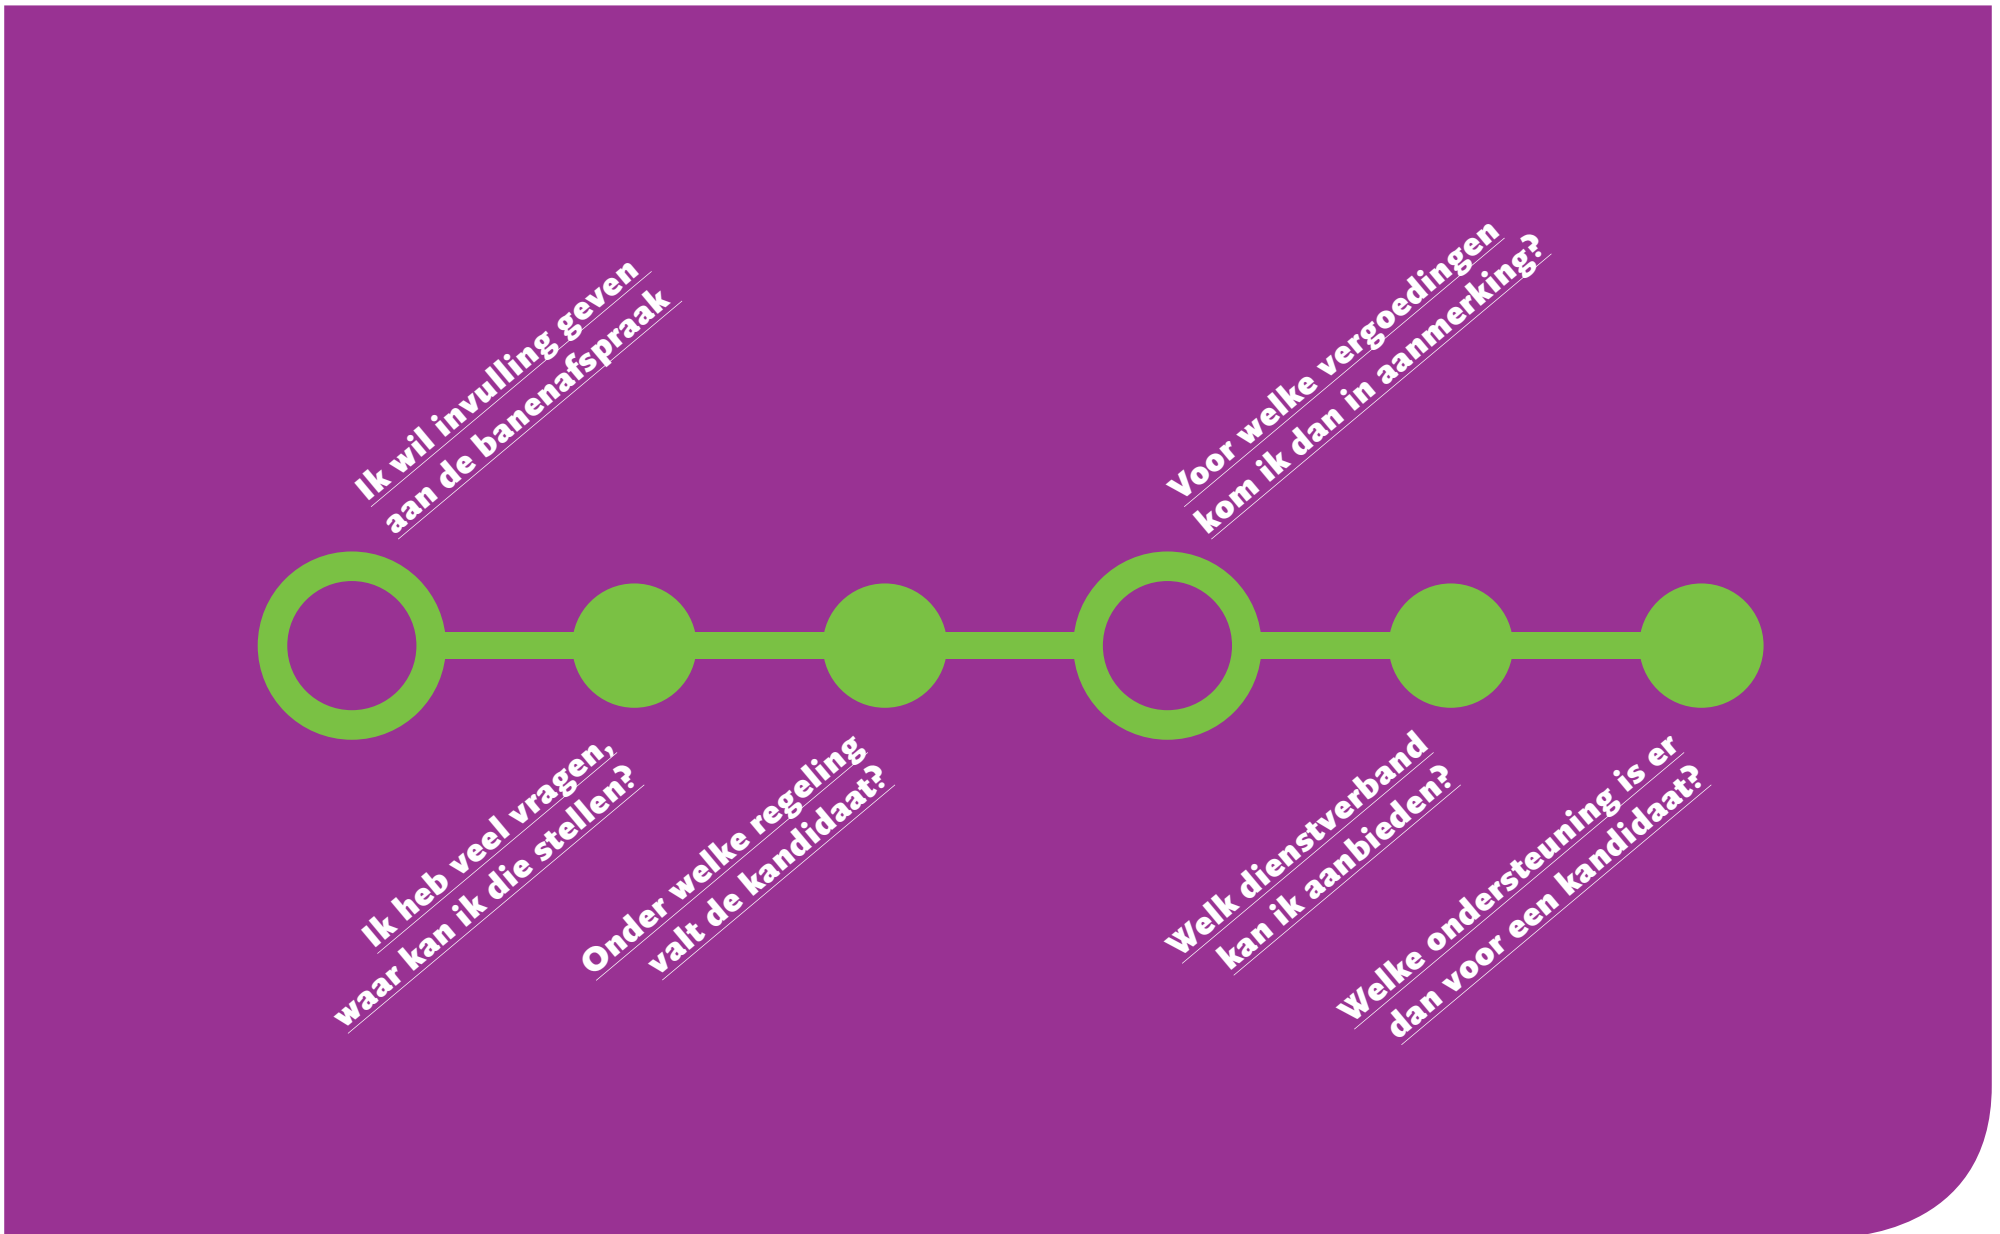 Ik wil invulling geven
aan de banenafspraak
Ik heb veel vragen,
waar kan ik die stellen?
Onder welke regeling
valt de kandidaat?
Voor welke vergoedingen
kom ik dan in aanmerking?
Welk dienstverband
kan ik aanbieden?
Welke ondersteuning is er
dan voor een kandidaat?